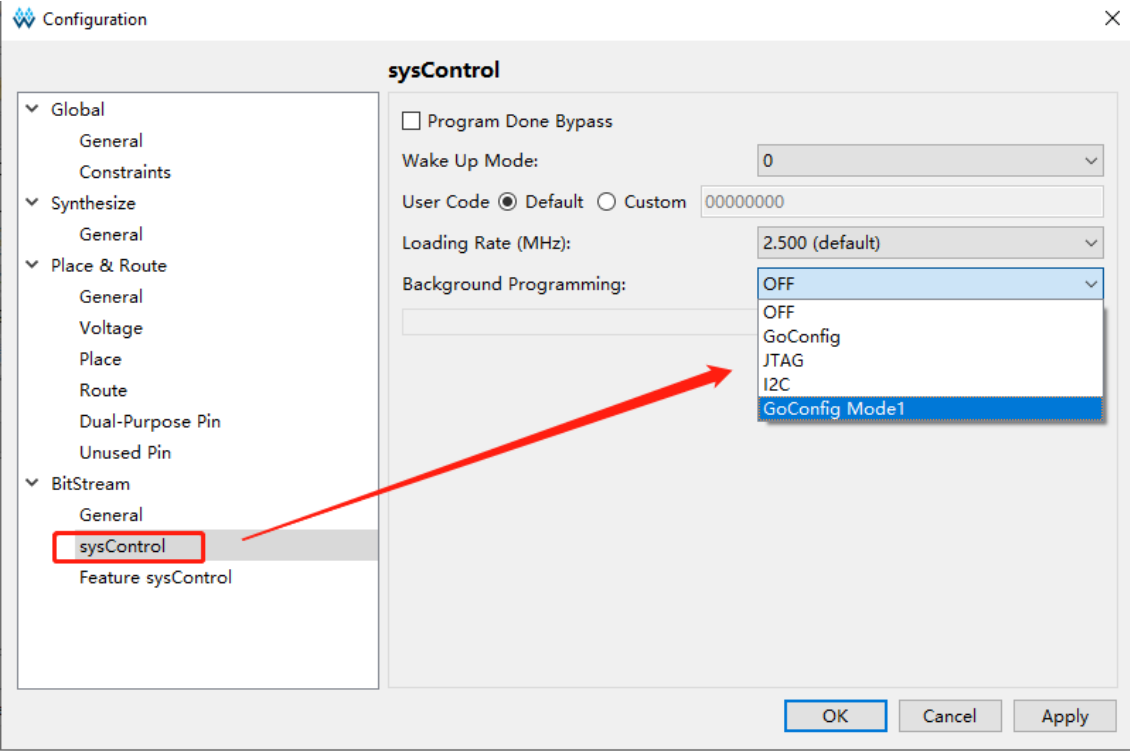 Configuration
sysControl
Global
General
Constraints
Synthesize
General
Place & Route
General
Voltage
Place
Route
Dual-Purpose Pin
Unused Pin
BitStream
General
sysControl
Feature sysControl
Program Done Bypass
Wake Up Mode: 0
User Code Default Custom 00000000
Loading Rate (MHz): 2.500 (default)
Background Programming: OFF
OFF
GoConfig
JTAG
I2C
GoConfig Mode1
OK Cancel Apply